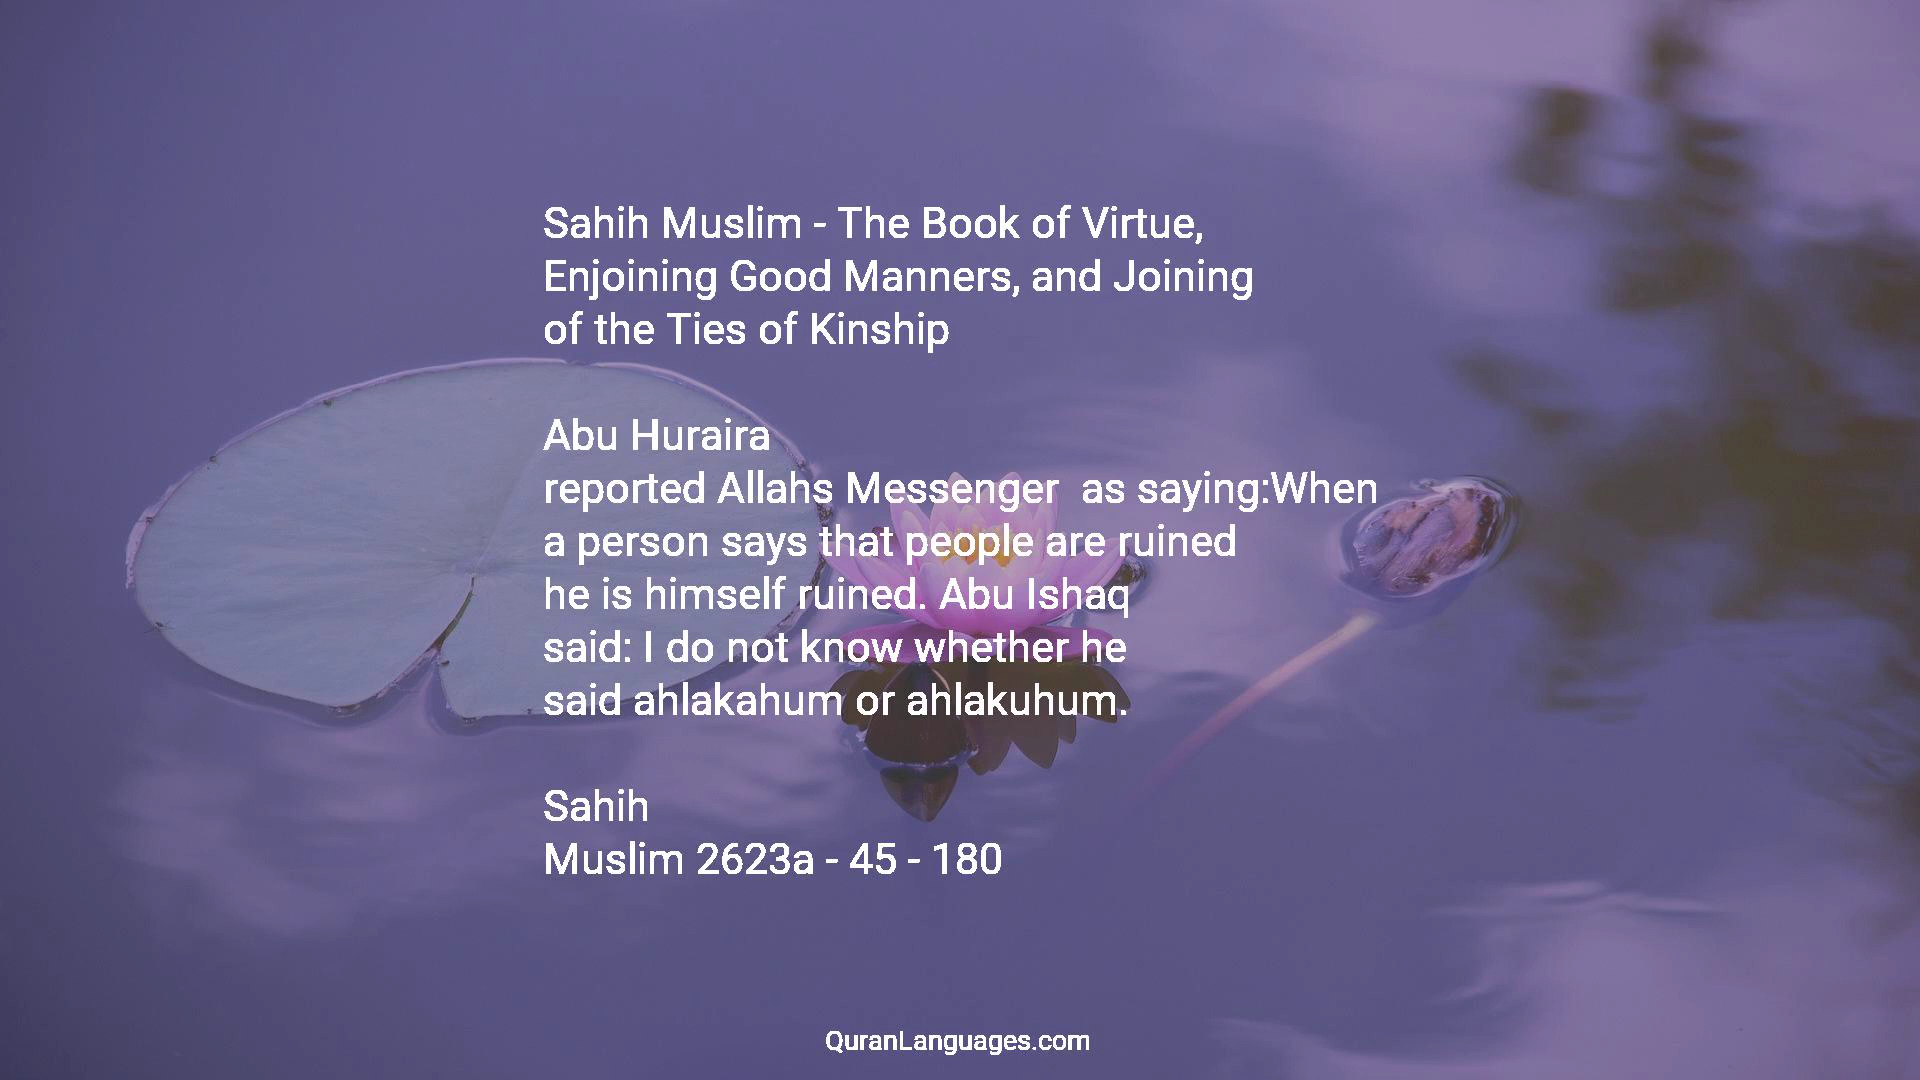 Sahih Muslim - The Book of Virtue,
Enjoining Good Manners, and Joining
of the Ties of Kinship
Abu Huraira
reported Allahs Messenger  as saying:When
a person says that people are ruined
he is himself ruined. Abu Ishaq
said: I do not know whether he
said ahlakahum or ahlakuhum.
Sahih
Muslim 2623a - 45 - 180
QuranLanguages.com